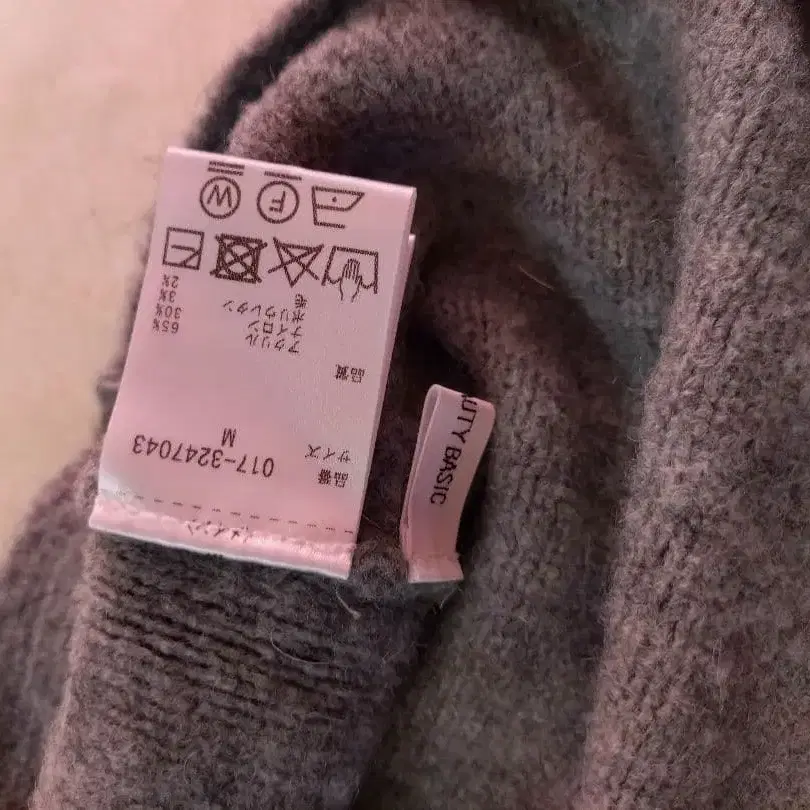 品番 017-3247043
サイズ M
品質
アクリル 65%
ナイロン 30%
ポリウレタン 3%
毛 2%
F W
UTY BASIC